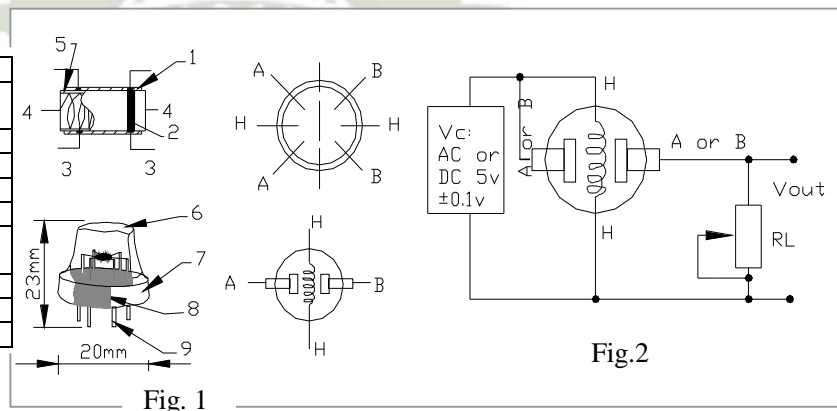 5
1
4
4
2
3
3
A
B
H
H
A
B
6
7
8
9
23mm
20mm
Fig. 1
H
A
B
H
Vc:
AC or
DC 5v
±0.1v
A or B
H
H
A or B
Vout
RL
Fig.2